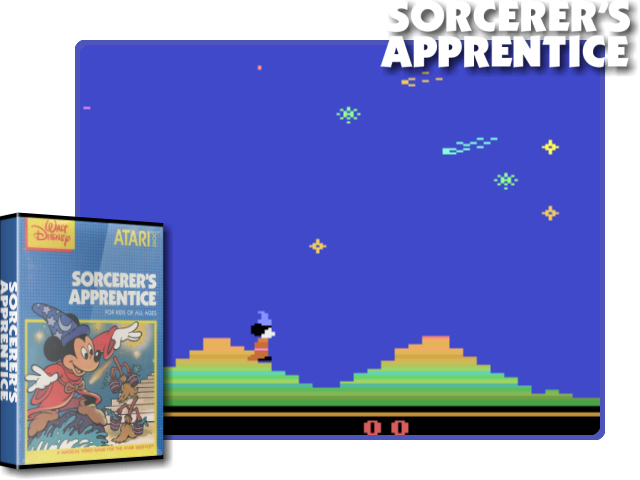 SORCERER'S
APPRENTICE
Walt
Disney
ATARI
SORCERER'S
APPRENTICE
FOR KIDS OF ALL AGES
SORCERER'S
APPRENTICE
00